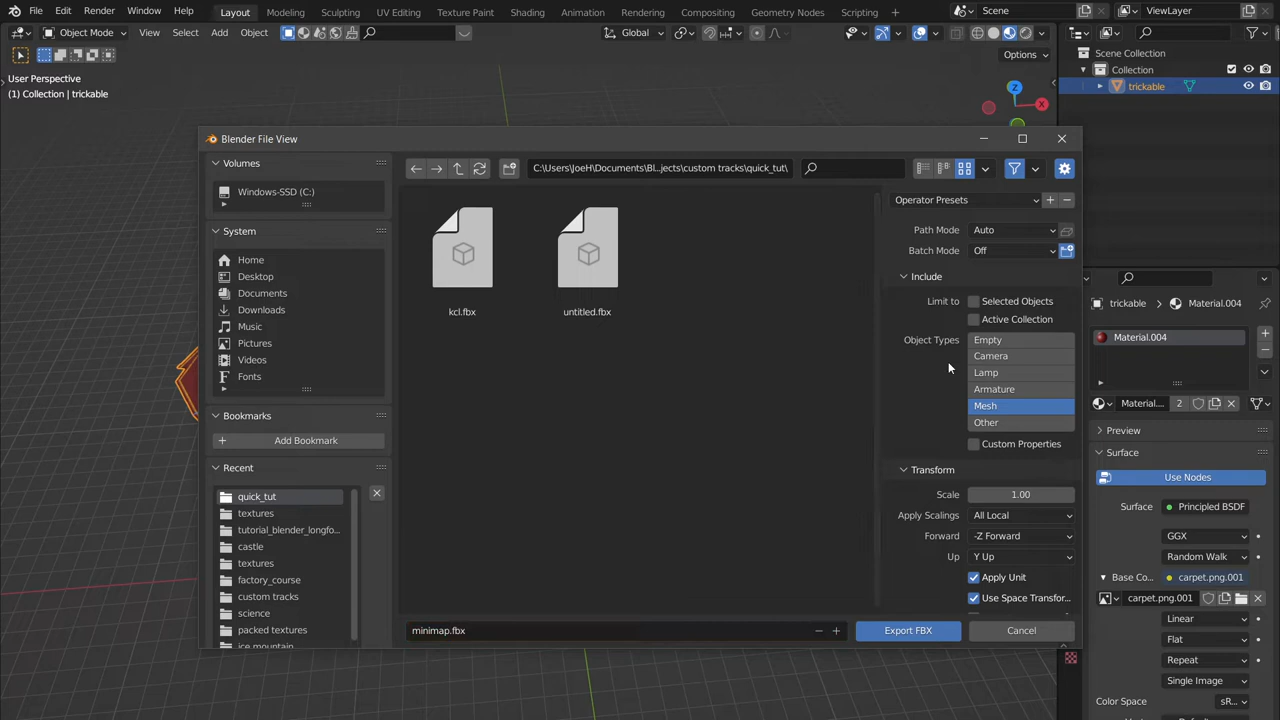 File Edit Render Window Help Layout Modeling Sculpting UV Editing Texture Paint Shading Animation Rendering Compositing Geometry Nodes Scripting Scene ViewLayer
Object Mode View Select Add Object Global
Options
User Perspective
(1) Collection | trickable
Scene Collection
Collection
trickable
Blender File View
Volumes
Windows-SSD (C:)
System
Home
Desktop
Documents
Downloads
Music
Pictures
Videos
Fonts
Bookmarks
Add Bookmark
Recent
quick_tut
textures
tutorial_blender_longfo...
castle
textures
factory_course
custom tracks
science
packed textures
ice mountain
C:\Users\JoeH\Documents\Bl...jects\custom tracks\quick_tut\
kcl.fbx
untitled.fbx
minimap.fbx
Export FBX
Cancel
Operator Presets
Path Mode Auto
Batch Mode Off
Include
Limit to Selected Objects
Active Collection
Object Types Empty
Camera
Lamp
Armature
Mesh
Other
Custom Properties
Transform
Scale 1.00
Apply Scalings All Local
Forward -Z Forward
Up Y Up
Apply Unit
Use Space Transfor...
trickable Material.004
Material.004
Material.... 2
Preview
Surface
Use Nodes
Surface Principled BSDF
GGX
Random Walk
Base Co... carpet.png.001
carpet.png.001
Linear
Flat
Repeat
Single Image
Color Space sR...
X
Z